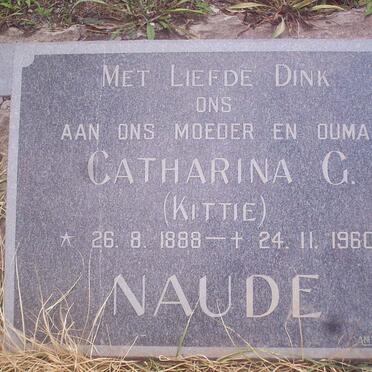 MET LIEFDE DINK
ONS
AAN ONS MOEDER EN OUMA
CATHARINA G.
(KITTIE)
* 26. 8. 1888 — + 24. 11. 1960
NAUDE